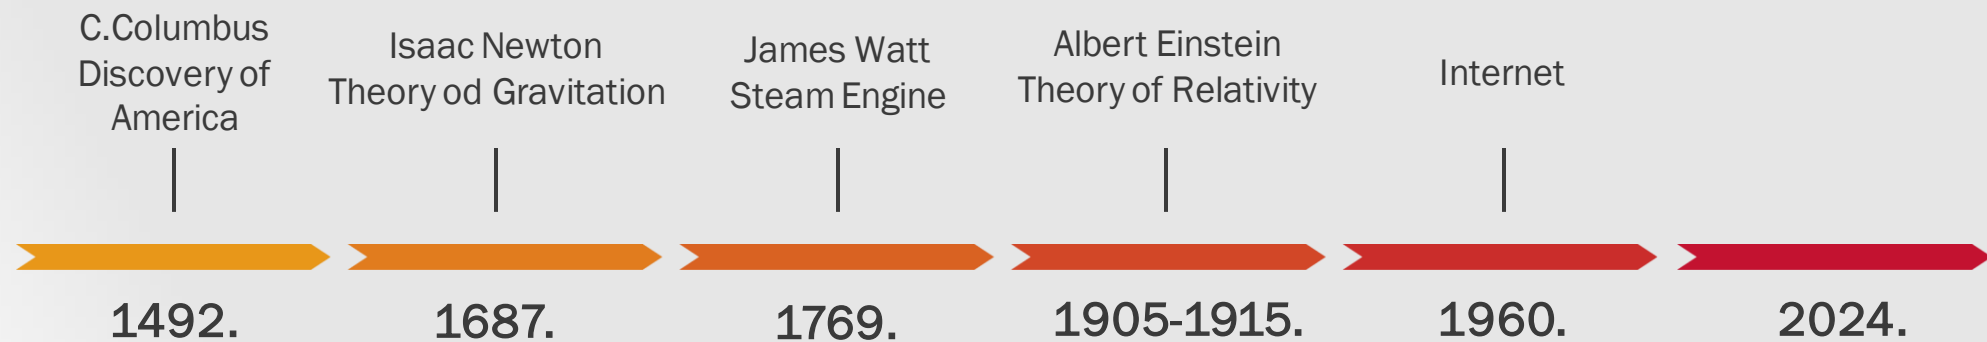 C.Columbus
Discovery of
America
Isaac Newton
Theory od Gravitation
James Watt
Steam Engine
Albert Einstein
Theory of Relativity
Internet
1492.
1687.
1769.
1905-1915.
1960.
2024.